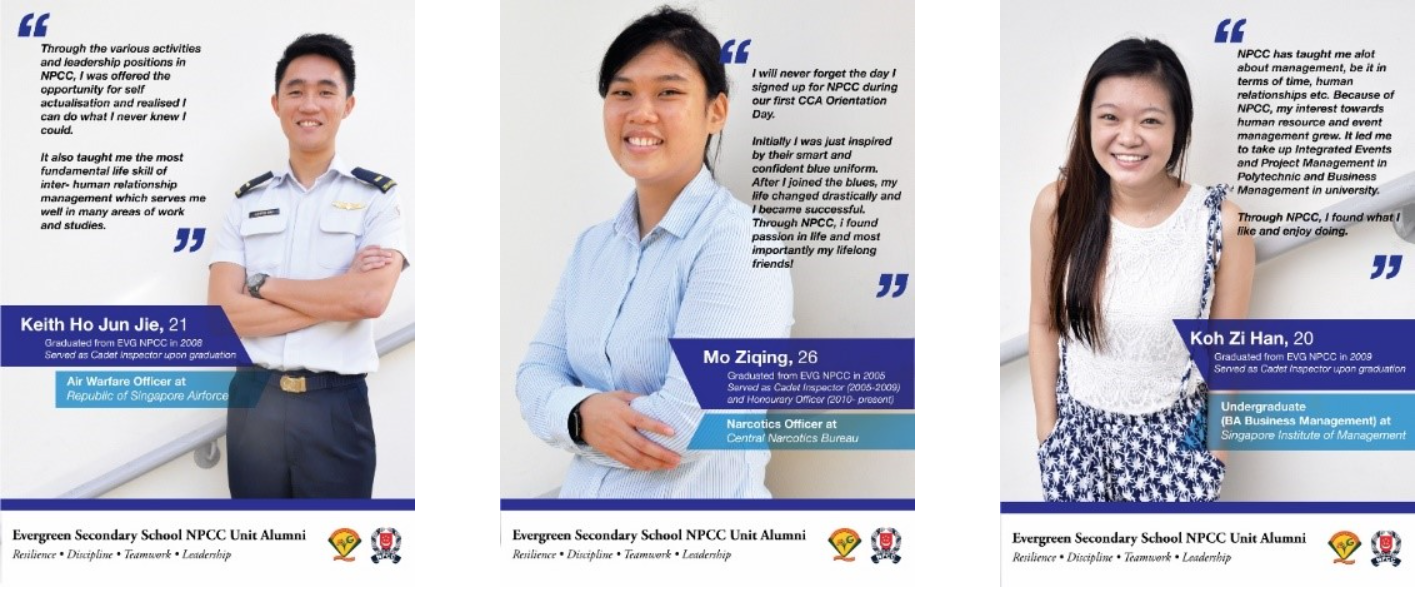 “
Through the various activities
and leadership positions in
NPCC, I was offered the
opportunity for self
actualisation and realised I
can do what I never knew I
could.
It also taught me the most
fundamental life skill of
inter- human relationship
management which serves me
well in many areas of work
and studies.
”
Keith Ho Jun Jie, 21
Graduated from EVG NPCC in 2008
Served as Cadet Inspector upon graduation
Air Warfare Officer at
Republic of Singapore Airforce
Evergreen Secondary School NPCC Unit Alumni
Resilience • Discipline • Teamwork • Leadership
NPCC
“
I will never forget the day I
signed up for NPCC during
our first CCA Orientation
Day.
Initially I was just inspired
by their smart and
confident blue uniform.
After I joined the blues, my
life changed drastically and
I became successful.
Through NPCC, i found
passion in life and most
importantly my lifelong
friends!
”
Mo Ziqing, 26
Graduated from EVG NPCC in 2005
Served as Cadet Inspector (2005-2009)
and Honourary Officer (2010- present)
Narcotics Officer at
Central Narcotics Bureau
Evergreen Secondary School NPCC Unit Alumni
Resilience • Discipline • Teamwork • Leadership
NPCC
“
NPCC has taught me alot
about management, be it in
terms of time, human
relationships etc. Because of
NPCC, my interest towards
human resource and event
management grew. It led me
to take up Integrated Events
and Project Management in
Polytechnic and Business
Management in university.
Through NPCC, I found what I
like and enjoy doing.
”
Koh Zi Han, 20
Graduated from EVG NPCC in 2009
Served as Cadet Inspector upon graduation
Undergraduate
(BA Business Management) at
Singapore Institute of Management
Evergreen Secondary School NPCC Unit Alumni
Resilience • Discipline • Teamwork • Leadership
NPCC